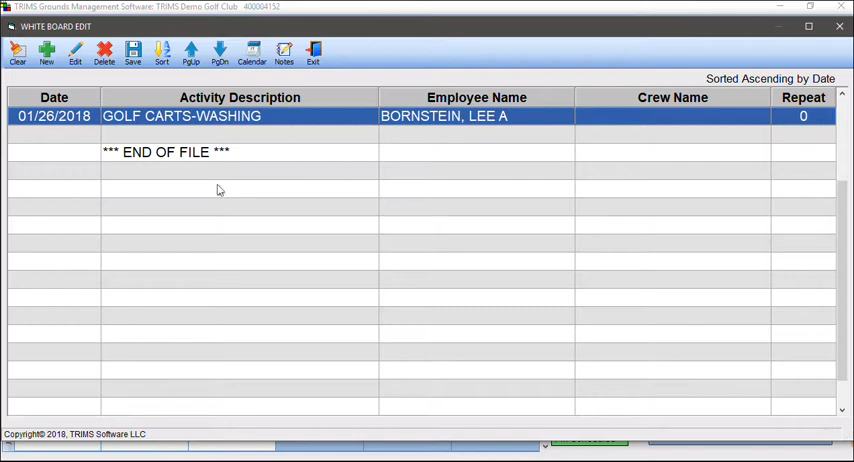 TRIMS Grounds Management Software: TRIMS Demo Golf Club 400004152
WHITE BOARD EDIT
Clear New Edit Delete Save Sort PgUp PgDn Calendar Notes Exit
Sorted Ascending by Date
Date Activity Description Employee Name Crew Name Repeat
01/26/2018 GOLF CARTS-WASHING BORNSTEIN, LEE A 0
*** END OF FILE ***
Copyright© 2018, TRIMS Software LLC